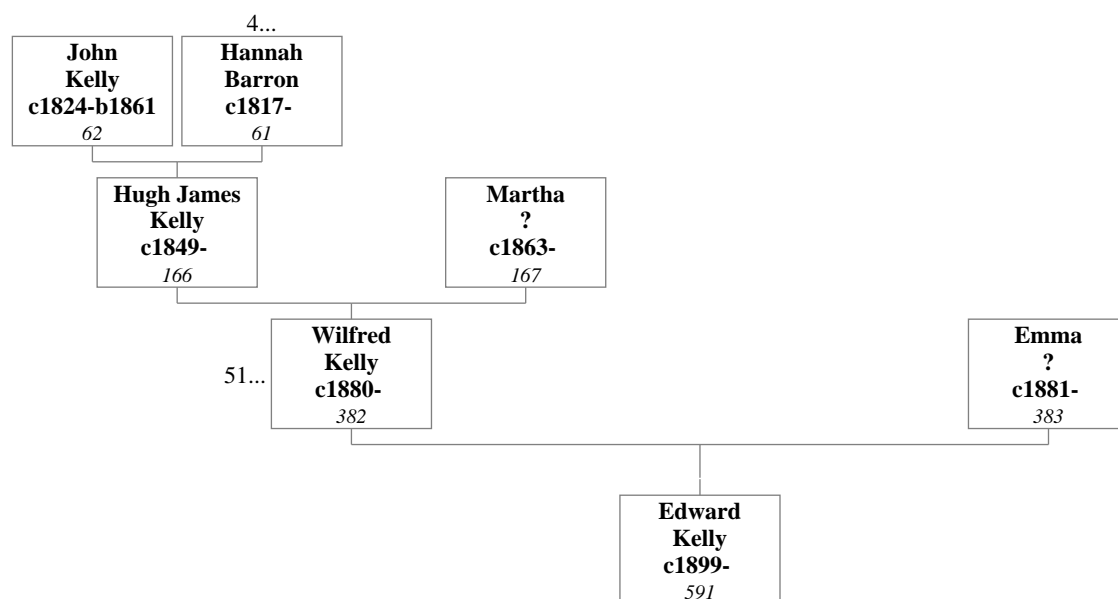 4...
John
Kelly
c1824-b1861
62
Hannah
Barron
c1817-
61
Hugh James
Kelly
c1849-
166
Martha
?
c1863-
167
51...
Wilfred
Kelly
c1880-
382
Emma
?
c1881-
383
Edward
Kelly
c1899-
591